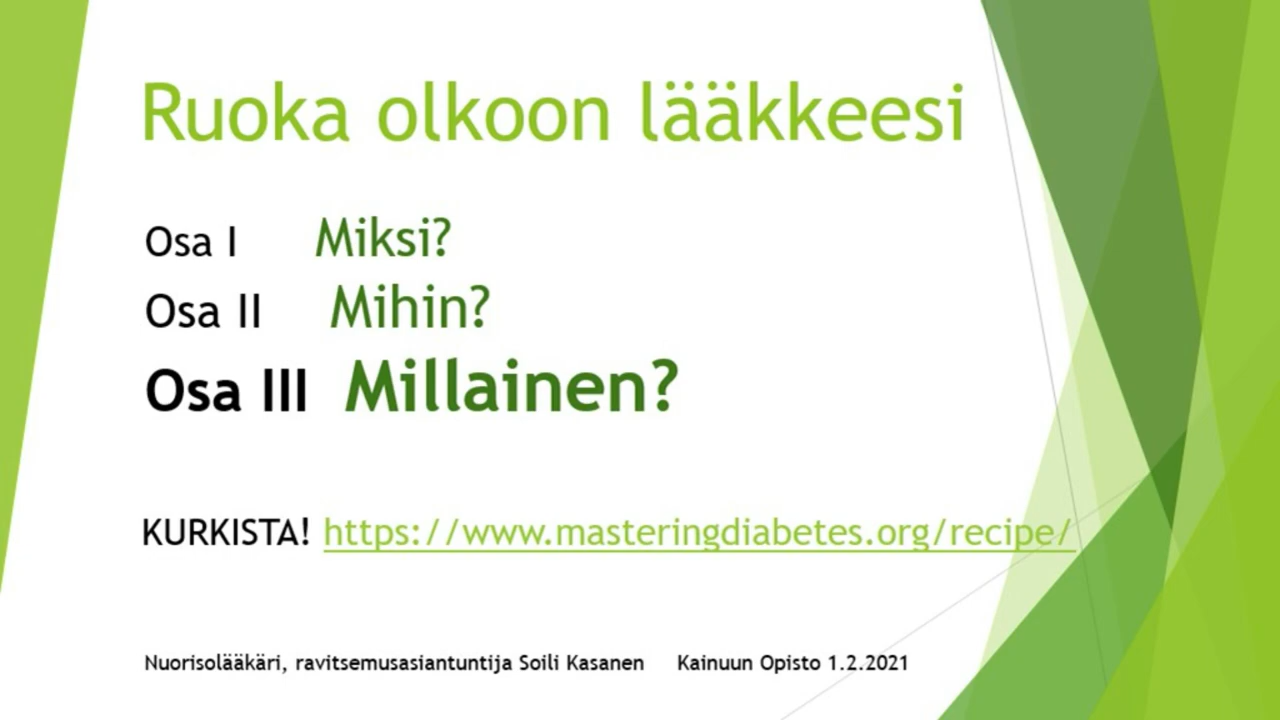 Ruoka olkoon lääkkeesi
Osa I Miksi?
Osa II Mihin?
Osa III Millainen?
KURKISTA! https://www.masteringdiabetes.org/recipe/
Nuorisolääkäri, ravitsemusasiantuntija Soili Kasanen Kainuun Opisto 1.2.2021